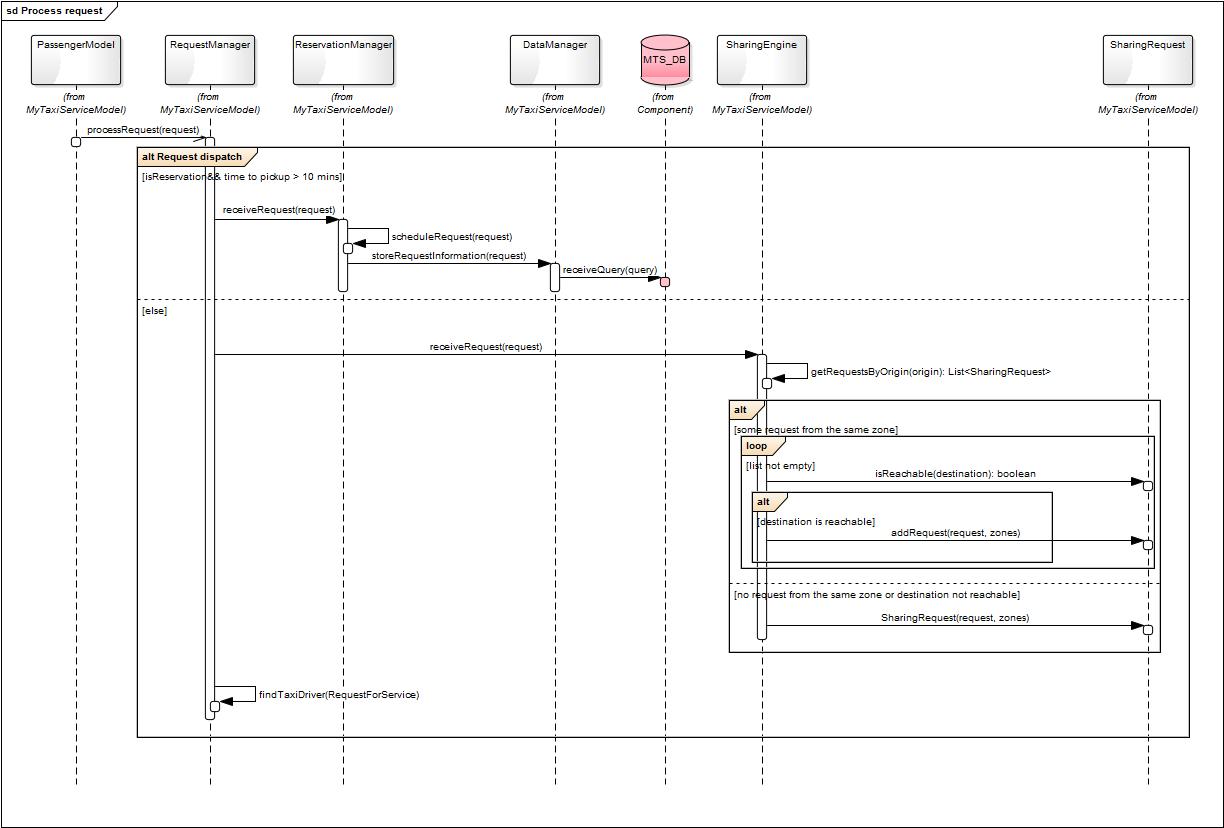 sd Process request
PassengerModel
RequestManager
ReservationManager
DataManager
MTS_DB
SharingEngine
SharingRequest
(from
MyTaxiServiceModel)
(from
MyTaxiServiceModel)
(from
MyTaxiServiceModel)
(from
MyTaxiServiceModel)
(from
Component)
(from
MyTaxiServiceModel)
(from
MyTaxiServiceModel)
processRequest(request)
alt Request dispatch
[isReservation&& time to pickup > 10 mins]
receiveRequest(request)
scheduleRequest(request)
storeRequestInformation(request)
receiveQuery(query)
[else]
receiveRequest(request)
getRequestsByOrigin(origin): List<SharingRequest>
alt
[some request from the same zone]
loop
[list not empty]
isReachable(destination): boolean
alt
[destination is reachable]
addRequest(request, zones)
[no request from the same zone or destination not reachable]
SharingRequest(request, zones)
findTaxiDriver(RequestForService)